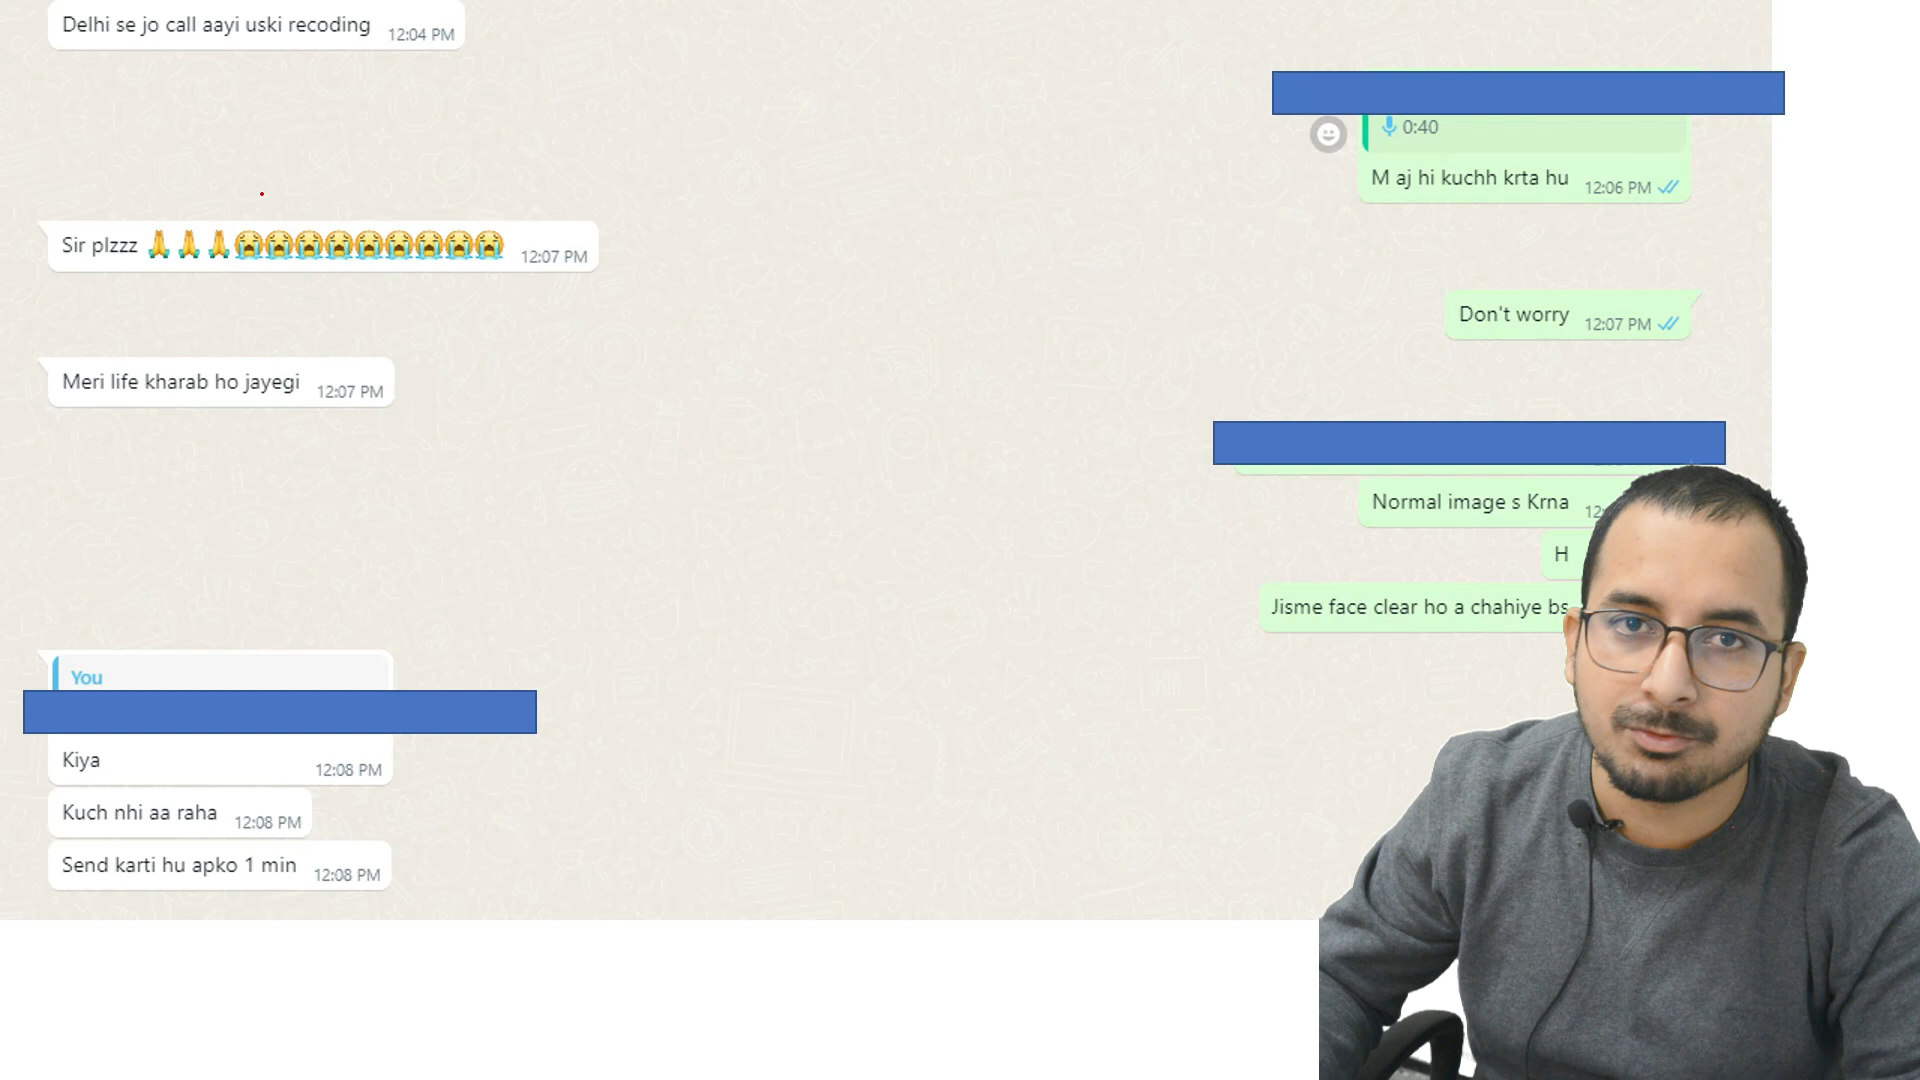 Delhi se jo call aayi uski recoding 12:04 PM
0:40
M aj hi kuchh krta hu 12:06 PM
Sir plzzz 🙏🙏🙏😭😭😭😭😭😭😭😭😭 12:07 PM
Don't worry 12:07 PM
Meri life kharab ho jayegi 12:07 PM
Normal image s Krna
H
Jisme face clear ho a chahiye bs
You
Kiya 12:08 PM
Kuch nhi aa raha 12:08 PM
Send karti hu apko 1 min 12:08 PM